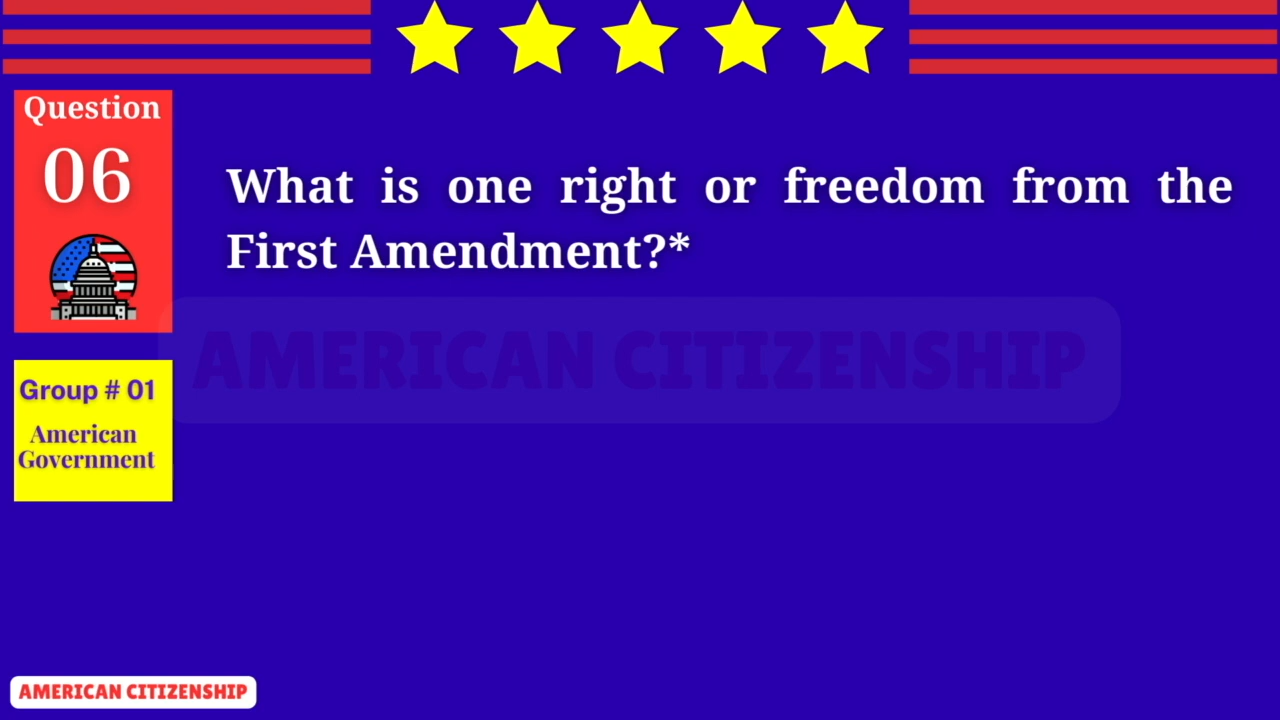 Question
06
What is one right or freedom from the
First Amendment?*
AMERICAN CITIZENSHIP
Group # 01
American
Government
AMERICAN CITIZENSHIP